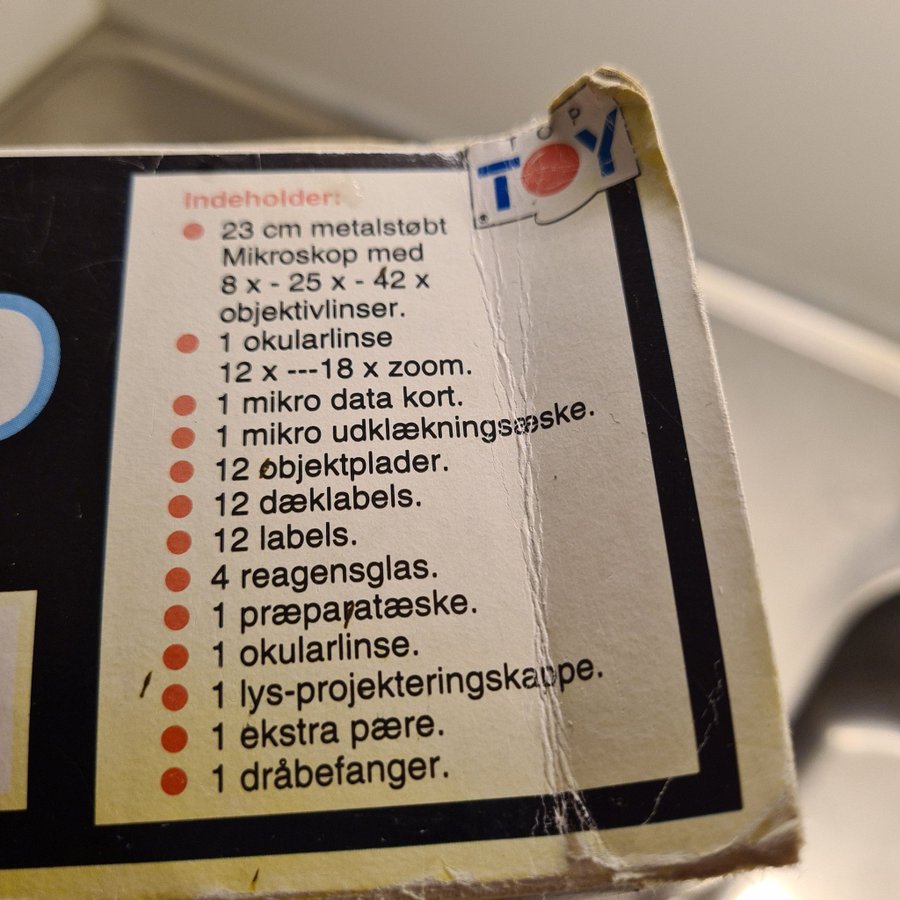 TOP
TOY
Indeholder:
23 cm metalstøbt
Mikroskop med
8 x - 25 x - 42 x
objektivlinser.
1 okularlinse
12 x ---18 x zoom.
1 mikro data kort.
1 mikro udklækningsæske.
12 objektplader.
12 dæklabels.
12 labels.
4 reagensglas.
1 præparatæske.
1 okularlinse.
1 lys-projekteringskappe.
1 ekstra pære.
1 dråbefanger.